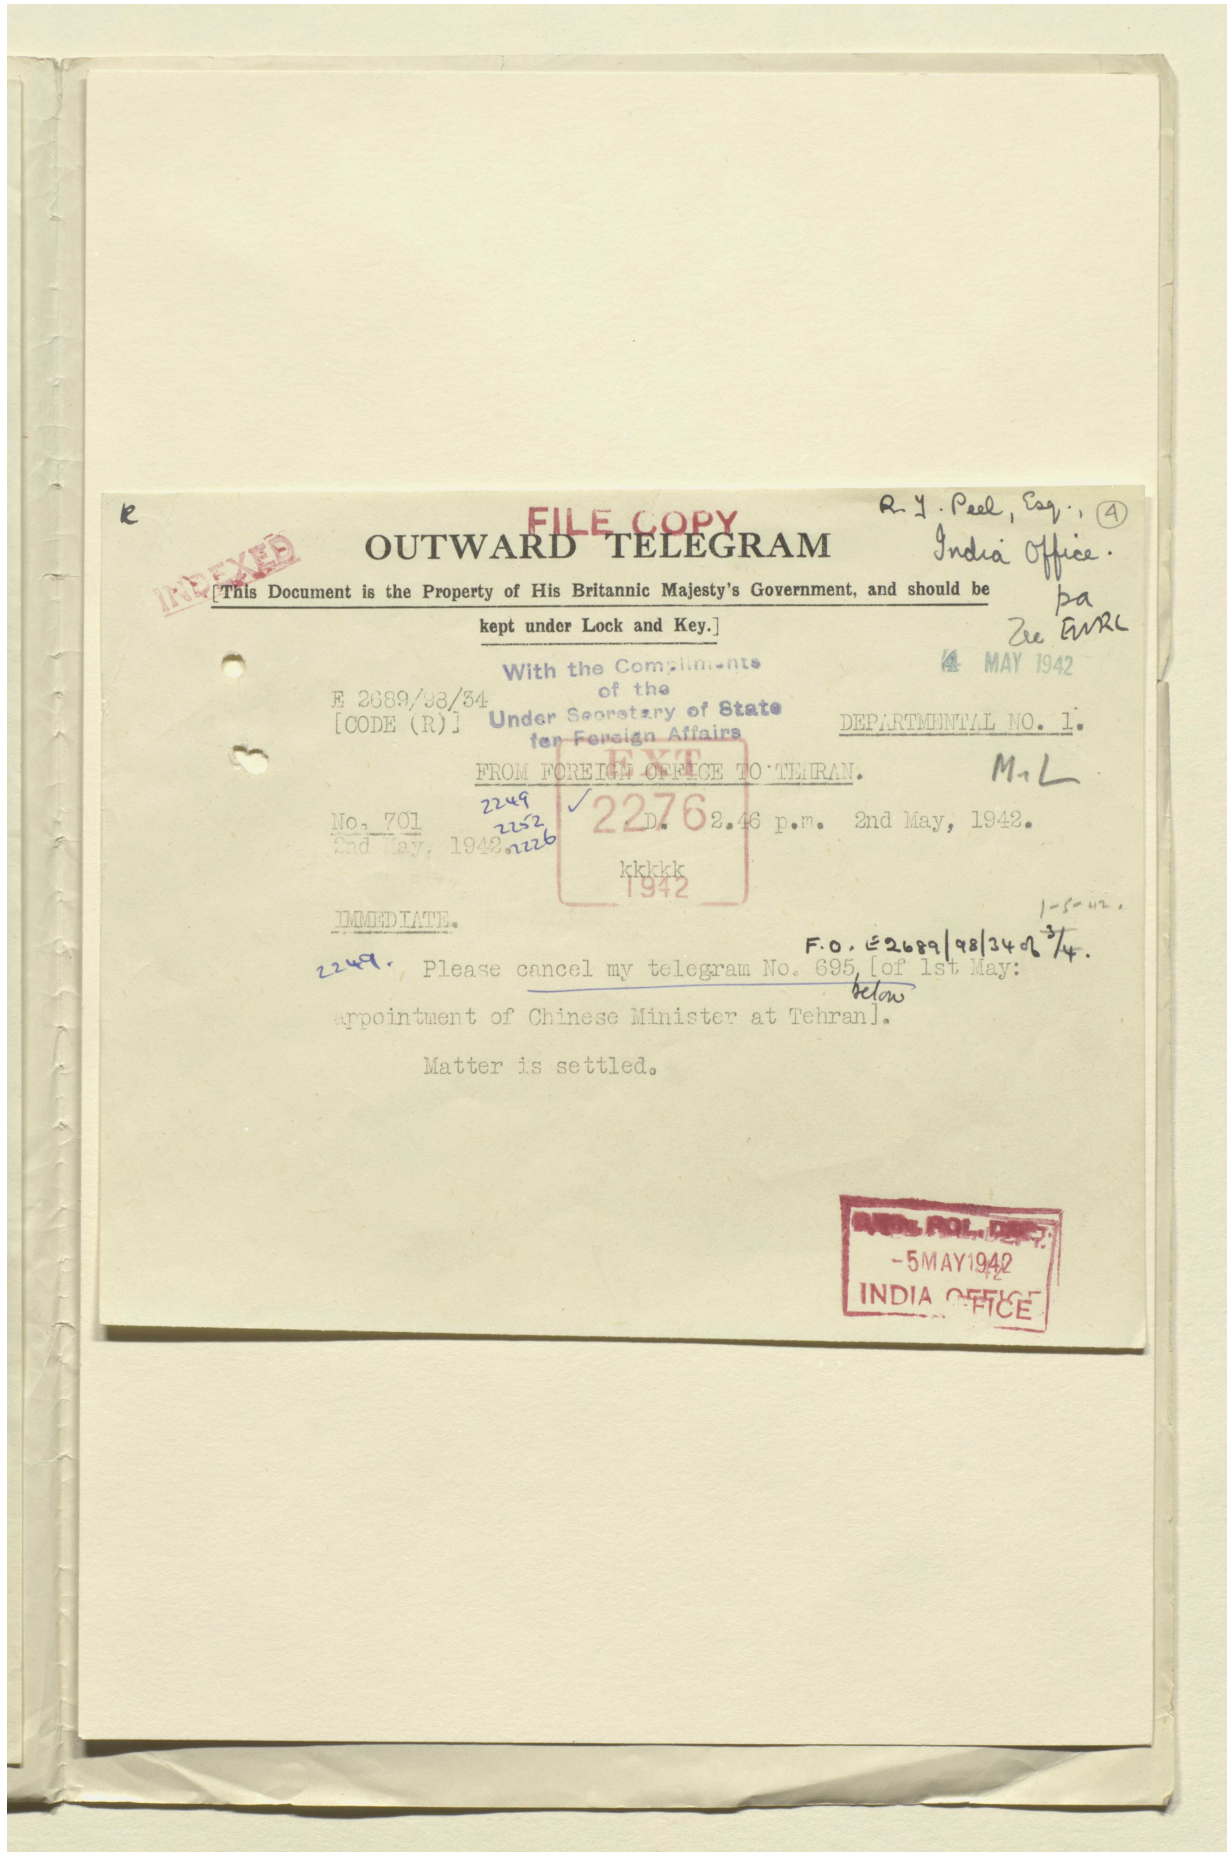 R. Y. Peel, Esq., 4
India Office.
FILE COPY
INDEXED
OUTWARD TELEGRAM
[This Document is the Property of His Britannic Majesty's Government, and should be
kept under Lock and Key.]
pa
EWRL
With the Compliments
of the
Under Secretary of State
for Foreign Affairs
4 MAY 1942
E 2689/98/34
[CODE (R)]
DEPARTMENTAL NO. 1.
FROM FOREIGN OFFICE TO TEHRAN.
EXT
2276
1942
2249
2252
2226
No. 701
D. 2.46 p.m. 2nd May, 1942.
2nd May, 1942.
kkkkk
IMMEDIATE.
1-5-42.
F.O. E2689/98/34 of 3/4.
2249. Please cancel my telegram No. 695, [of 1st May:
below
appointment of Chinese Minister at Tehran].
Matter is settled.
POL. DEPT.
-5 MAY 1942
INDIA OFFICE